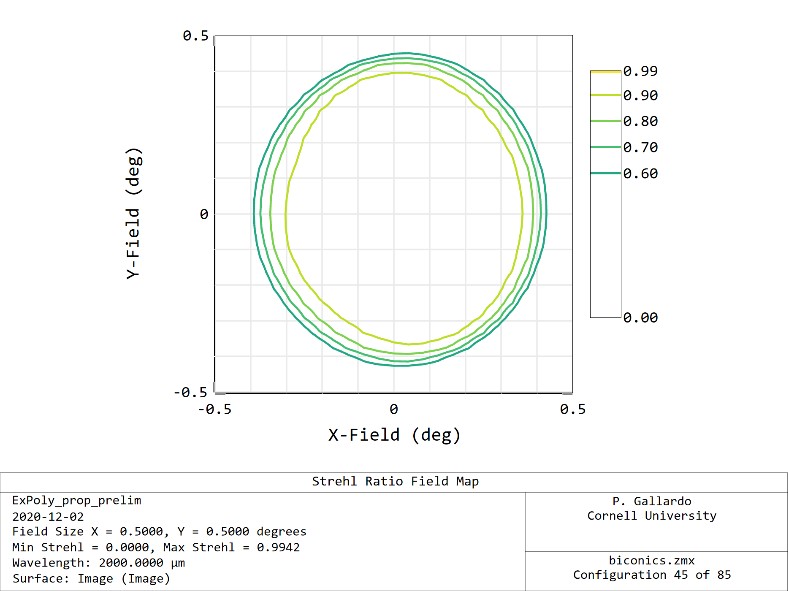 0.5
0
-0.5
Y-Field (deg)
-0.5
0
0.5
X-Field (deg)
0.99
0.90
0.80
0.70
0.60
0.00
Strehl Ratio Field Map
ExPoly_prop_prelim
2020-12-02
Field Size X = 0.5000, Y = 0.5000 degrees
Min Strehl = 0.0000, Max Strehl = 0.9942
Wavelength: 2000.0000 µm
Surface: Image (Image)
P. Gallardo
Cornell University
biconics.zmx
Configuration 45 of 85